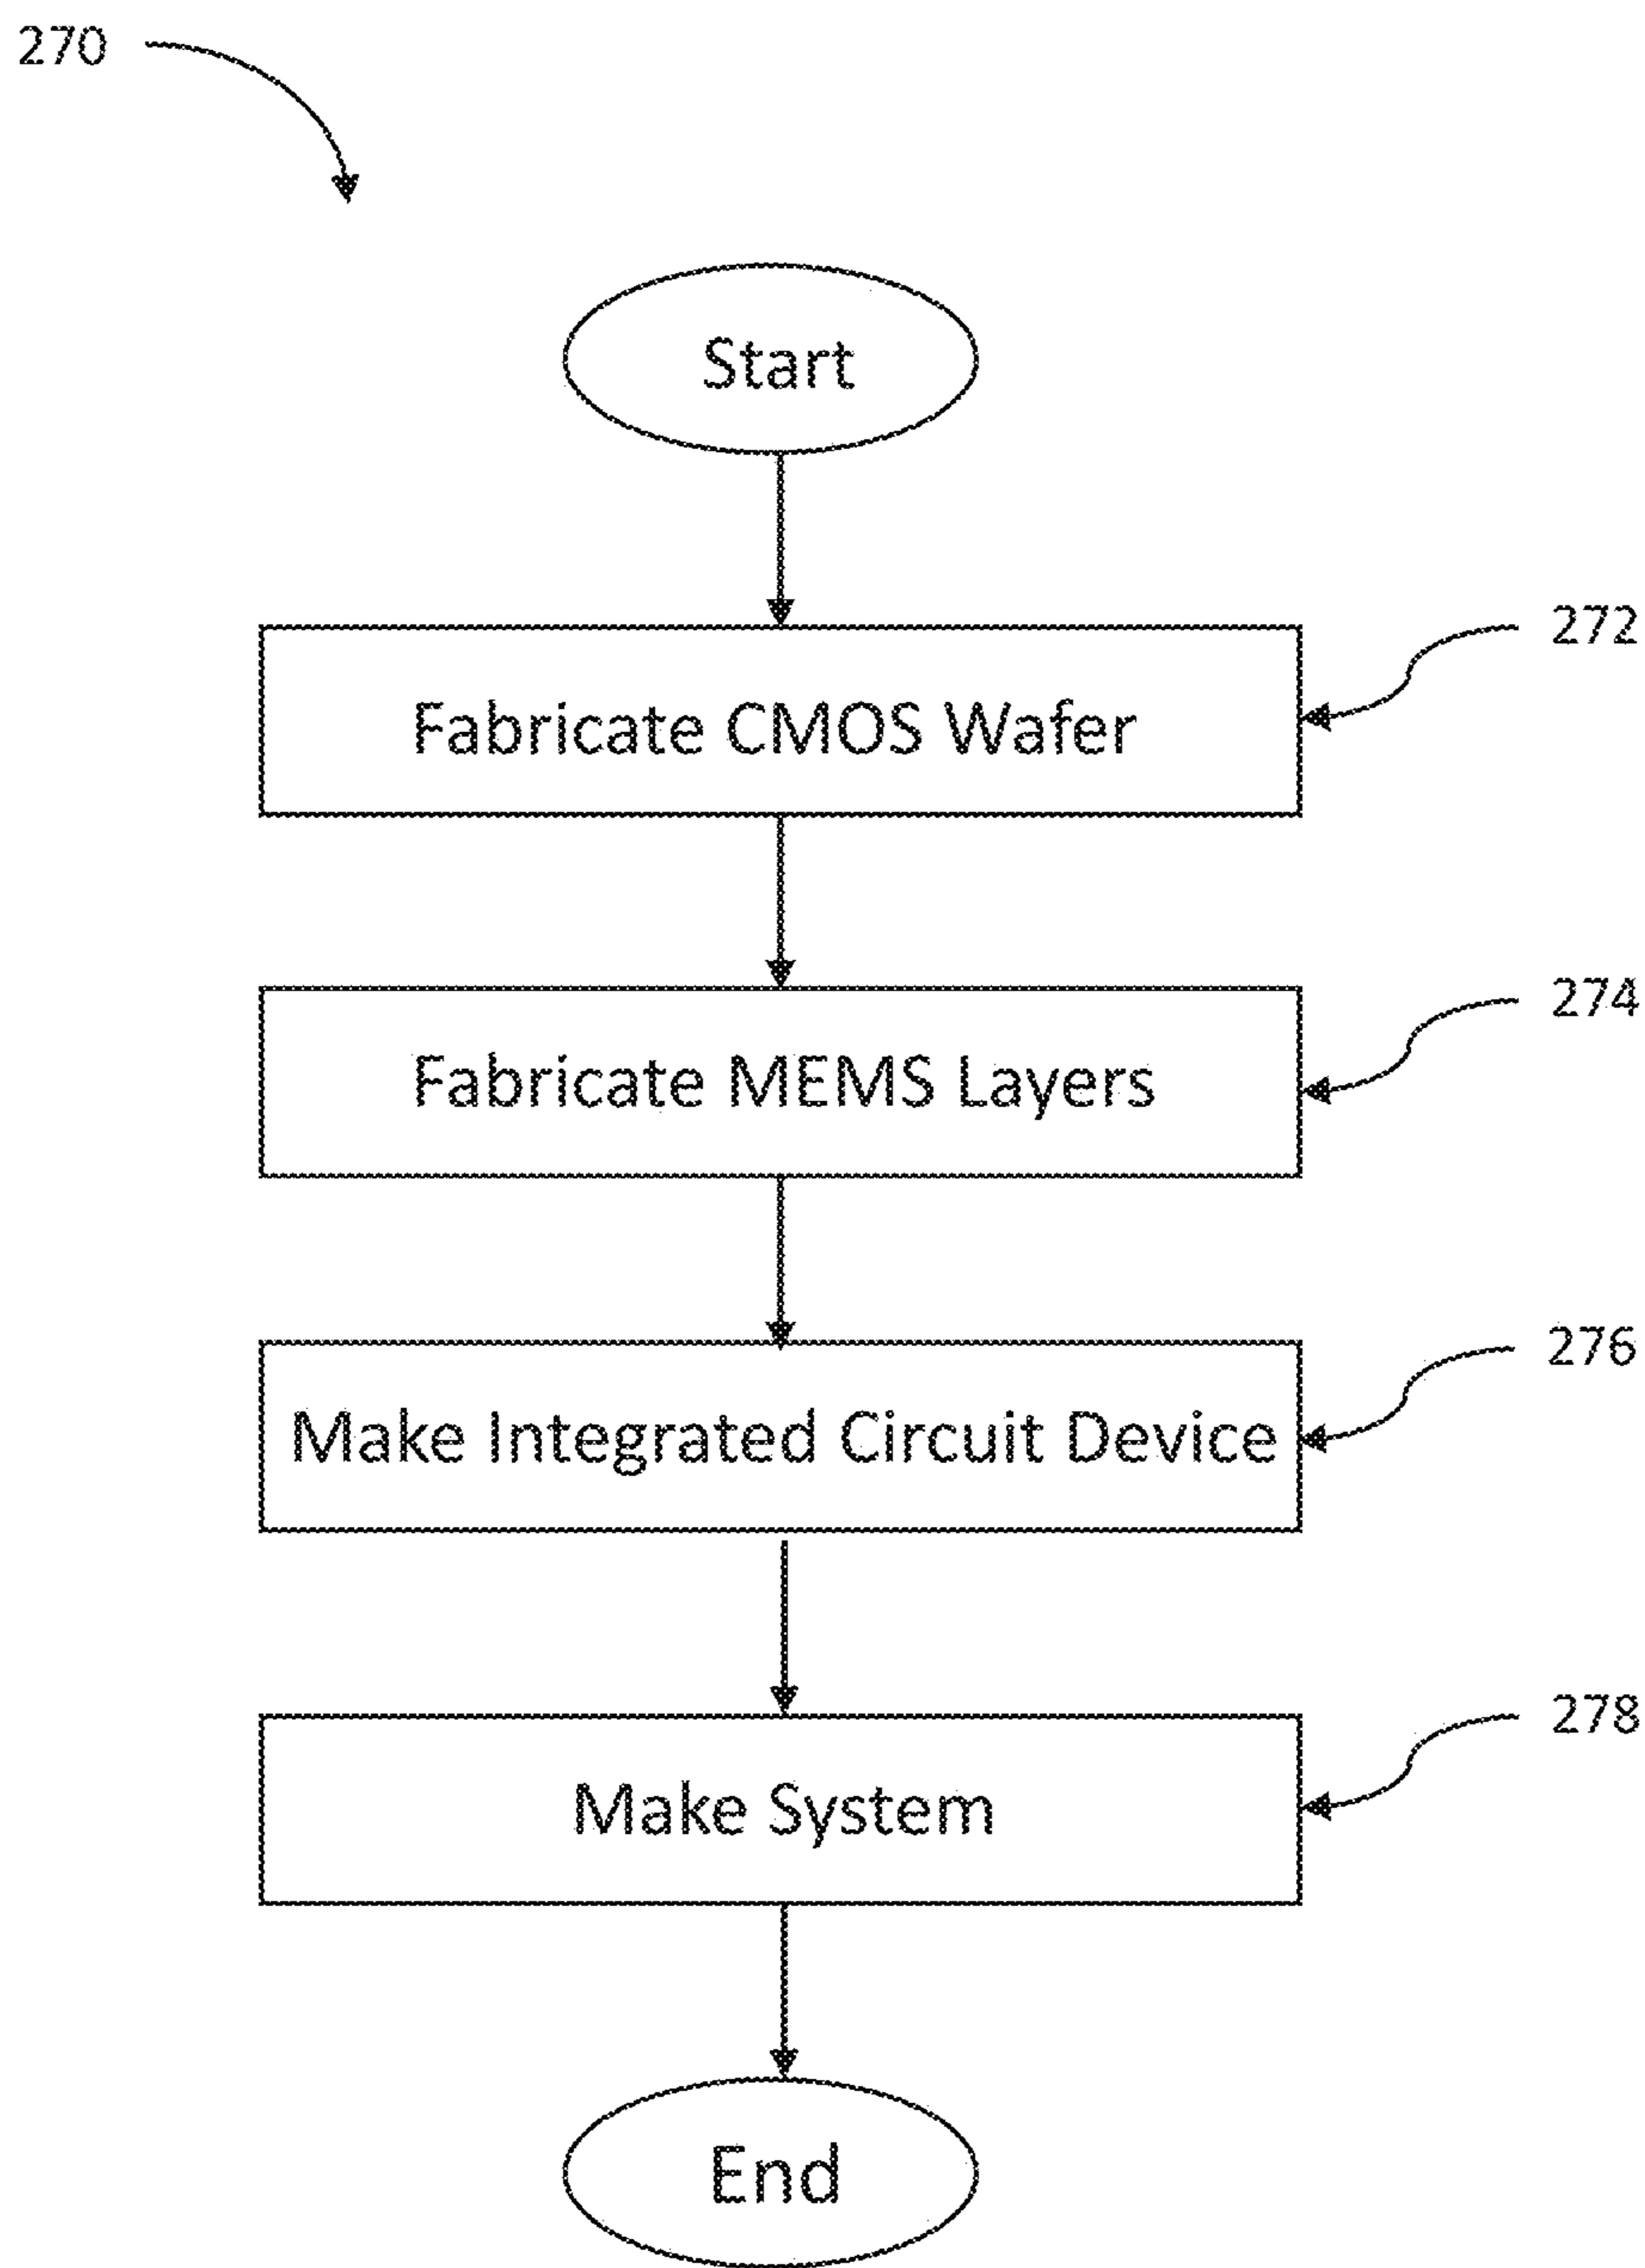 270
Start
Fabricate CMOS Wafer
272
Fabricate MEMS Layers
274
Make Integrated Circuit Device
276
Make System
278
End